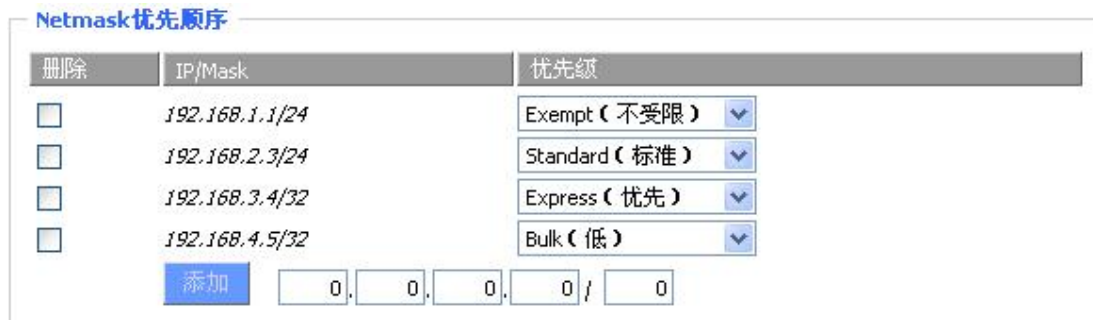 Netmask优先顺序
删除 IP/Mask 优先级
192.168.1.1/24 Exempt（不受限）
192.168.2.3/24 Standard（标准）
192.168.3.4/32 Express（优先）
192.168.4.5/32 Bulk（低）
添加 0.0.0.0/0